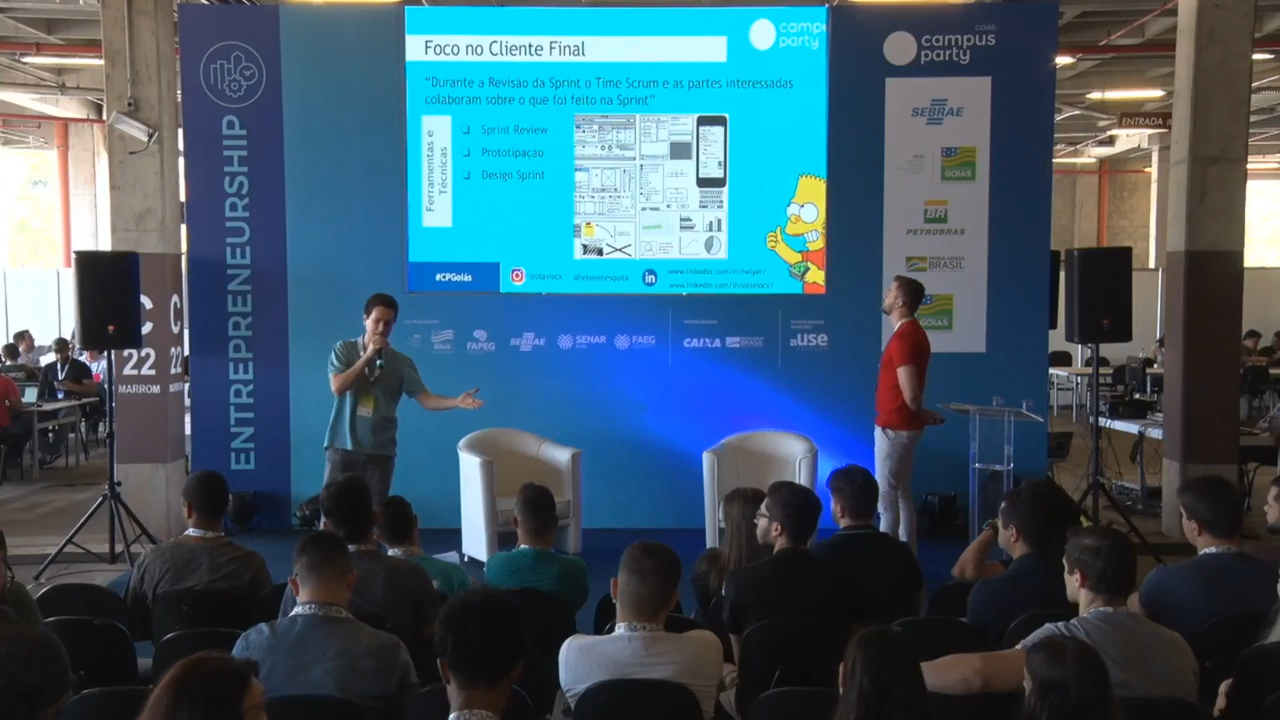 ENTREPRENEURSHIP
Foco no Cliente Final
campus
party
“Durante a Revisão da Sprint o Time Scrum e as partes interessadas
colaboram sobre o que foi feito na Sprint”
Ferramentas e
Técnicas
Sprint Review
Prototipação
Design Sprint
#CPGoiás
@otaviocx
@helyermesquita
in
www.linkedin.com/in/helyer/
www.linkedin.com/in/otaviocx/
GOIÁS
campus
party
SEBRAE
GOIÁS
BR
PETROBRAS
BRASIL
GOIÁS
ENTRADA
FAPEG
SEBRAE
SENAR
FAEG
CAIXA
BRASIL
use
C
22
MARROM
C
22